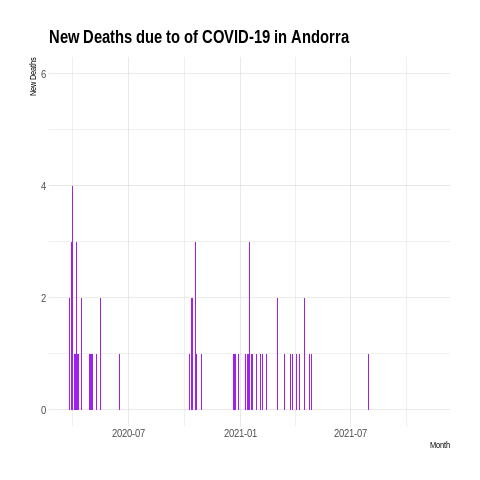 New Deaths due to of COVID-19 in Andorra
New Deaths
6
4
2
0
2020-07
2021-01
2021-07
Month